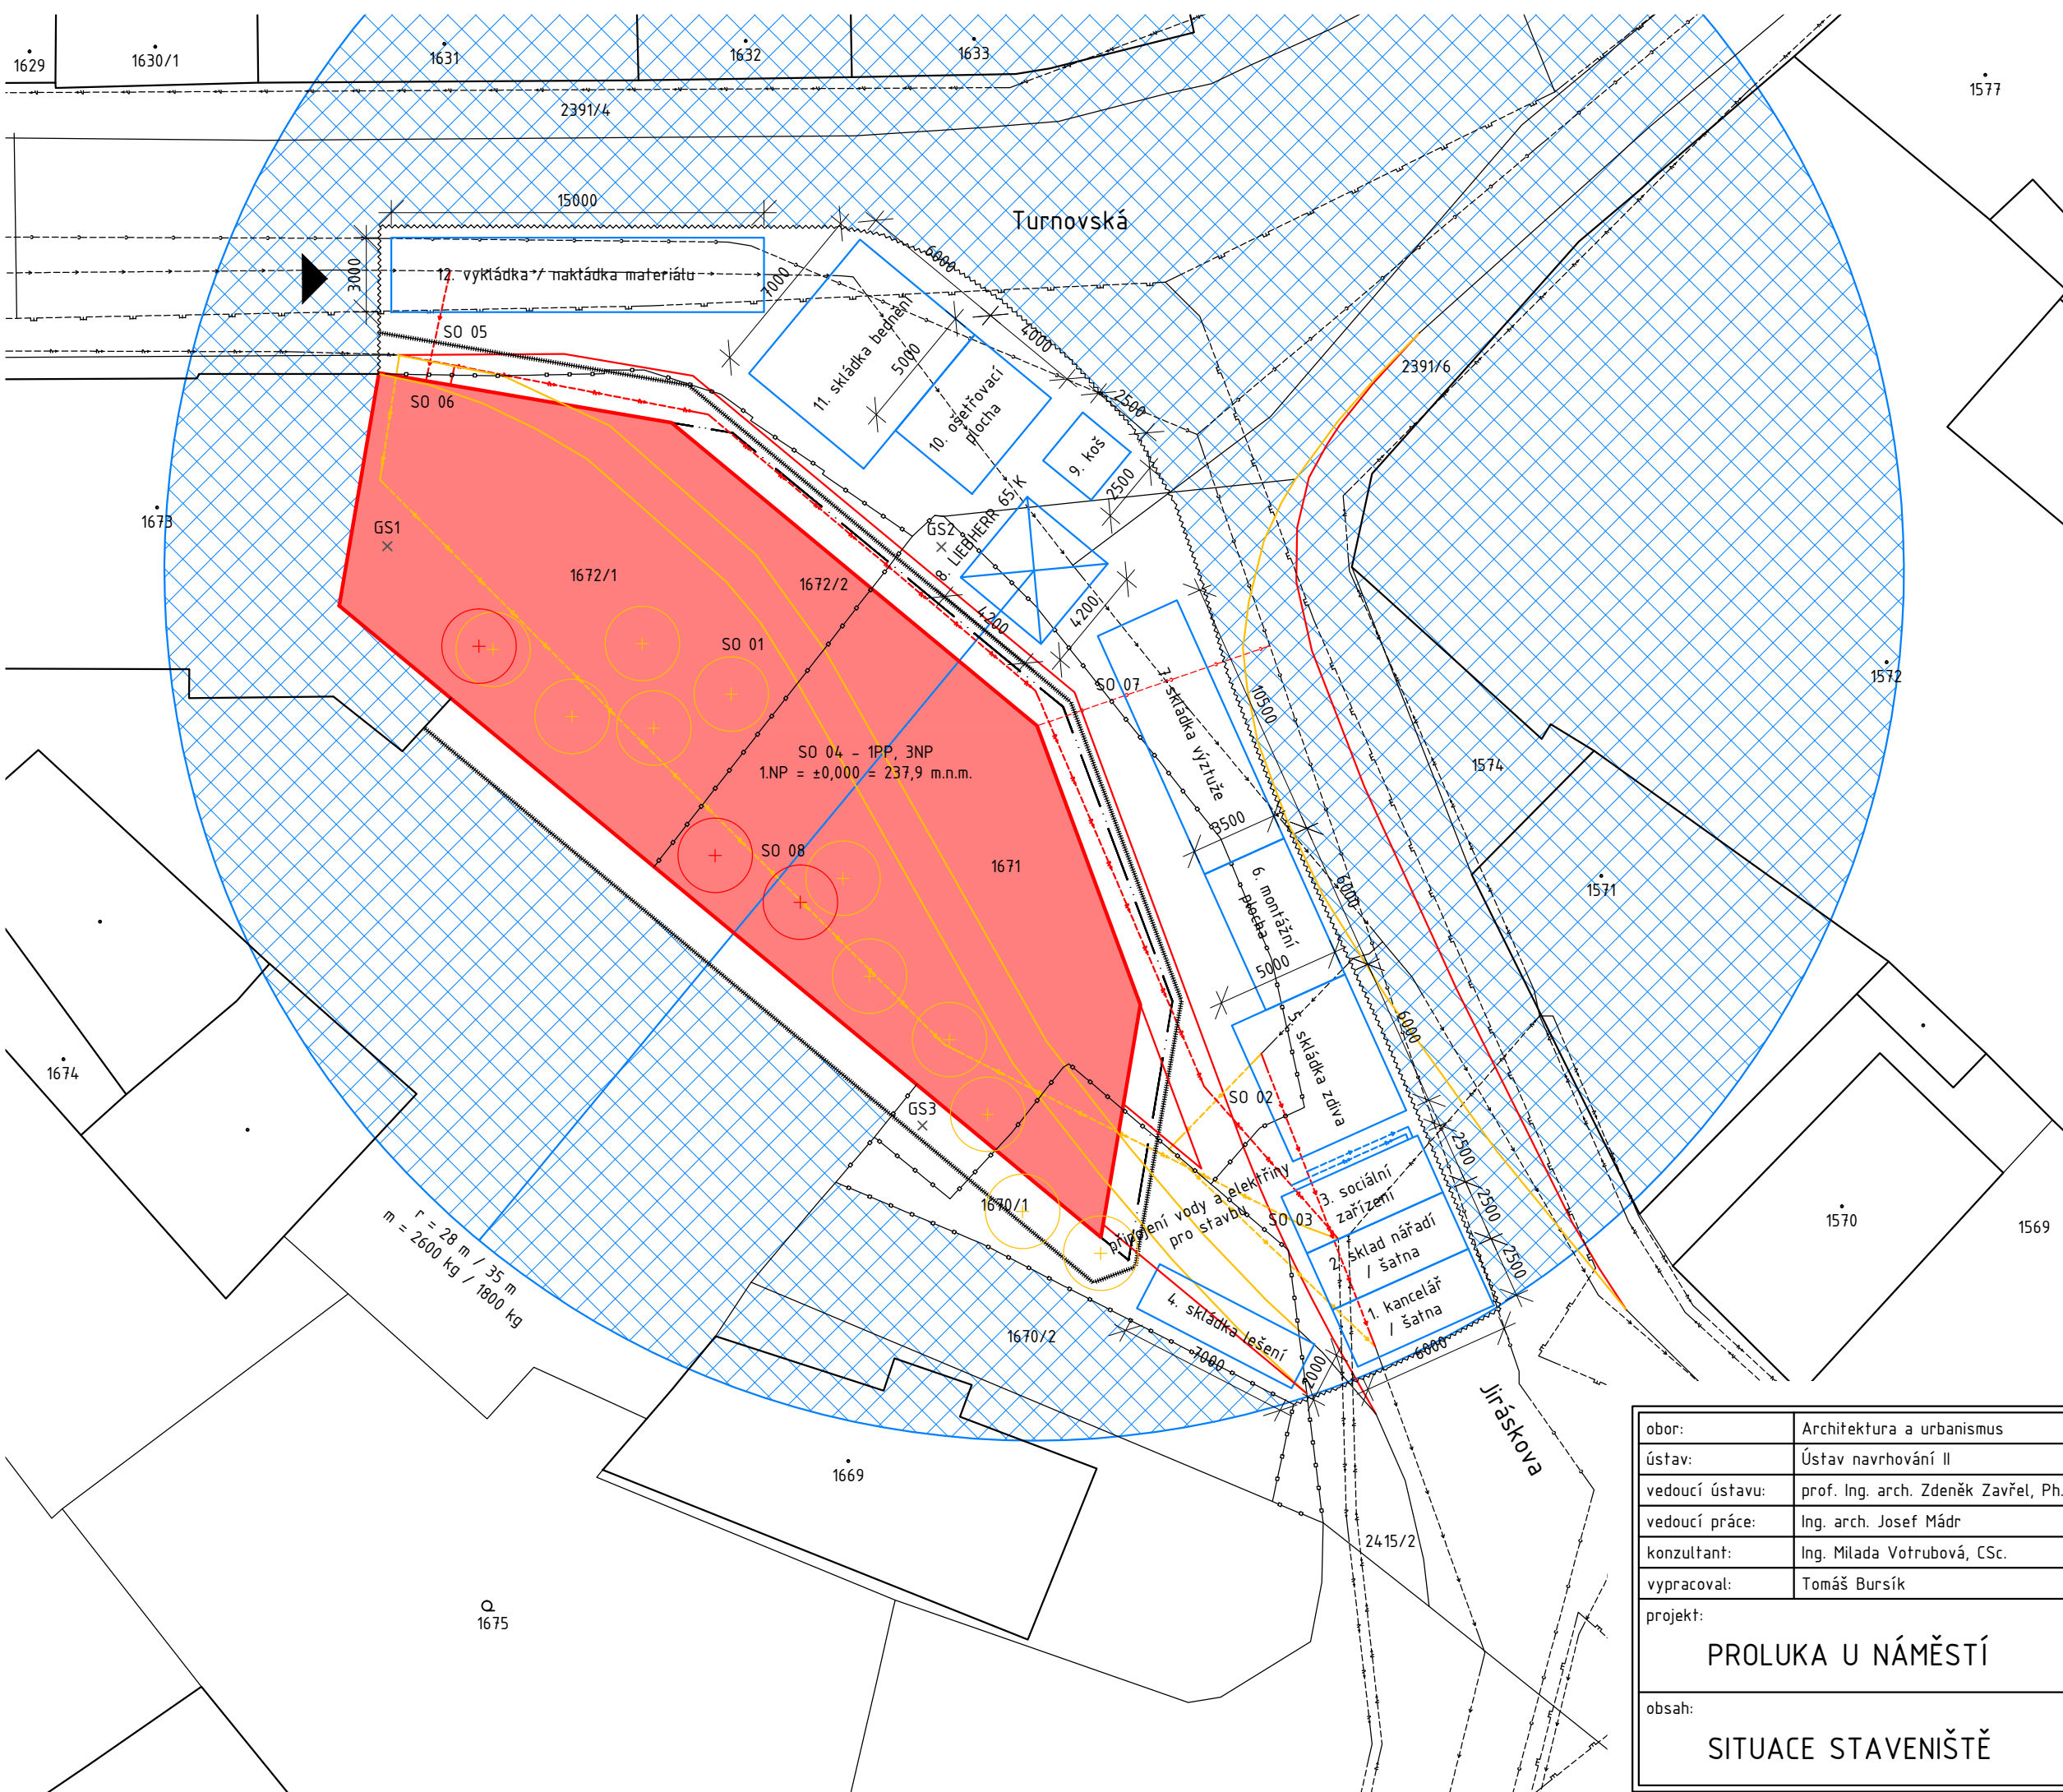 1629
1630/1
1631
1632
1633
1577
2391/4
15000
Turnovská
3000
12. vykládka / nakládka materiálu
7000
6000
SO 05
11. skládka bednění
5000
4000
2391/6
SO 06
10. ošetřovací
plocha
2500
9. koš
2500
1673
GS1
GS2
8. LIEBHERR 65/K
1672/1
1672/2
4200
4200
SO 01
SO 07
1572
7. skládka výztuže
10500
SO 04 - 1PP, 3NP
1.NP = ±0,000 = 237,9 m.n.m.
1574
3500
SO 08
1671
6. montážní
plocha
6000
1571
5000
5. skládka zdiva
6000
1674
GS3
SO 02
2500
1670/1
připojení vody a elektřiny
pro stavbu
3. sociální
zařízení
2500
SO 03
2. sklad nářadí
/ šatna
2500
1570
1569
r = 28 m / 35 m
m = 2600 kg / 1800 kg
1. kancelář
/ šatna
4. skládka lešení
1670/2
7000
2000
6000
Jiráskova
1669
2415/2
1675
obor: Architektura a urbanismus
ústav: Ústav navrhování II
vedoucí ústavu: prof. Ing. arch. Zdeněk Zavřel, Ph.
vedoucí práce: Ing. arch. Josef Mádr
konzultant: Ing. Milada Votrubová, CSc.
vypracoval: Tomáš Bursík
projekt:
PROLUKA U NÁMĚSTÍ
obsah:
SITUACE STAVENIŠTĚ